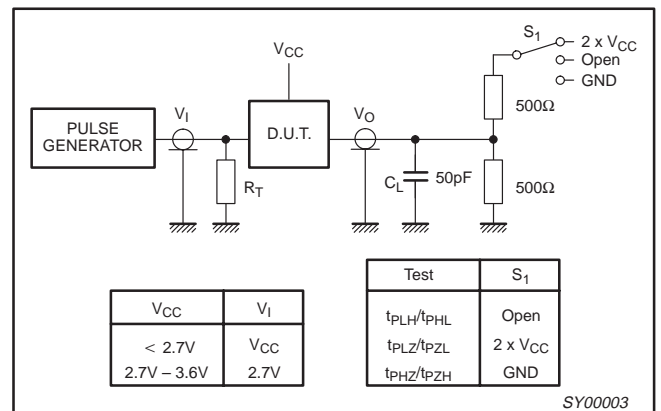 S1
2 x VCC
Open
GND
VCC
500Ω
PULSE GENERATOR
VI
D.U.T.
VO
RT
CL
50pF
500Ω
VCC VI
< 2.7V VCC
2.7V – 3.6V 2.7V
Test S1
tPLH/tPHL Open
tPLZ/tPZL 2 x VCC
tPHZ/tPZH GND
SY00003